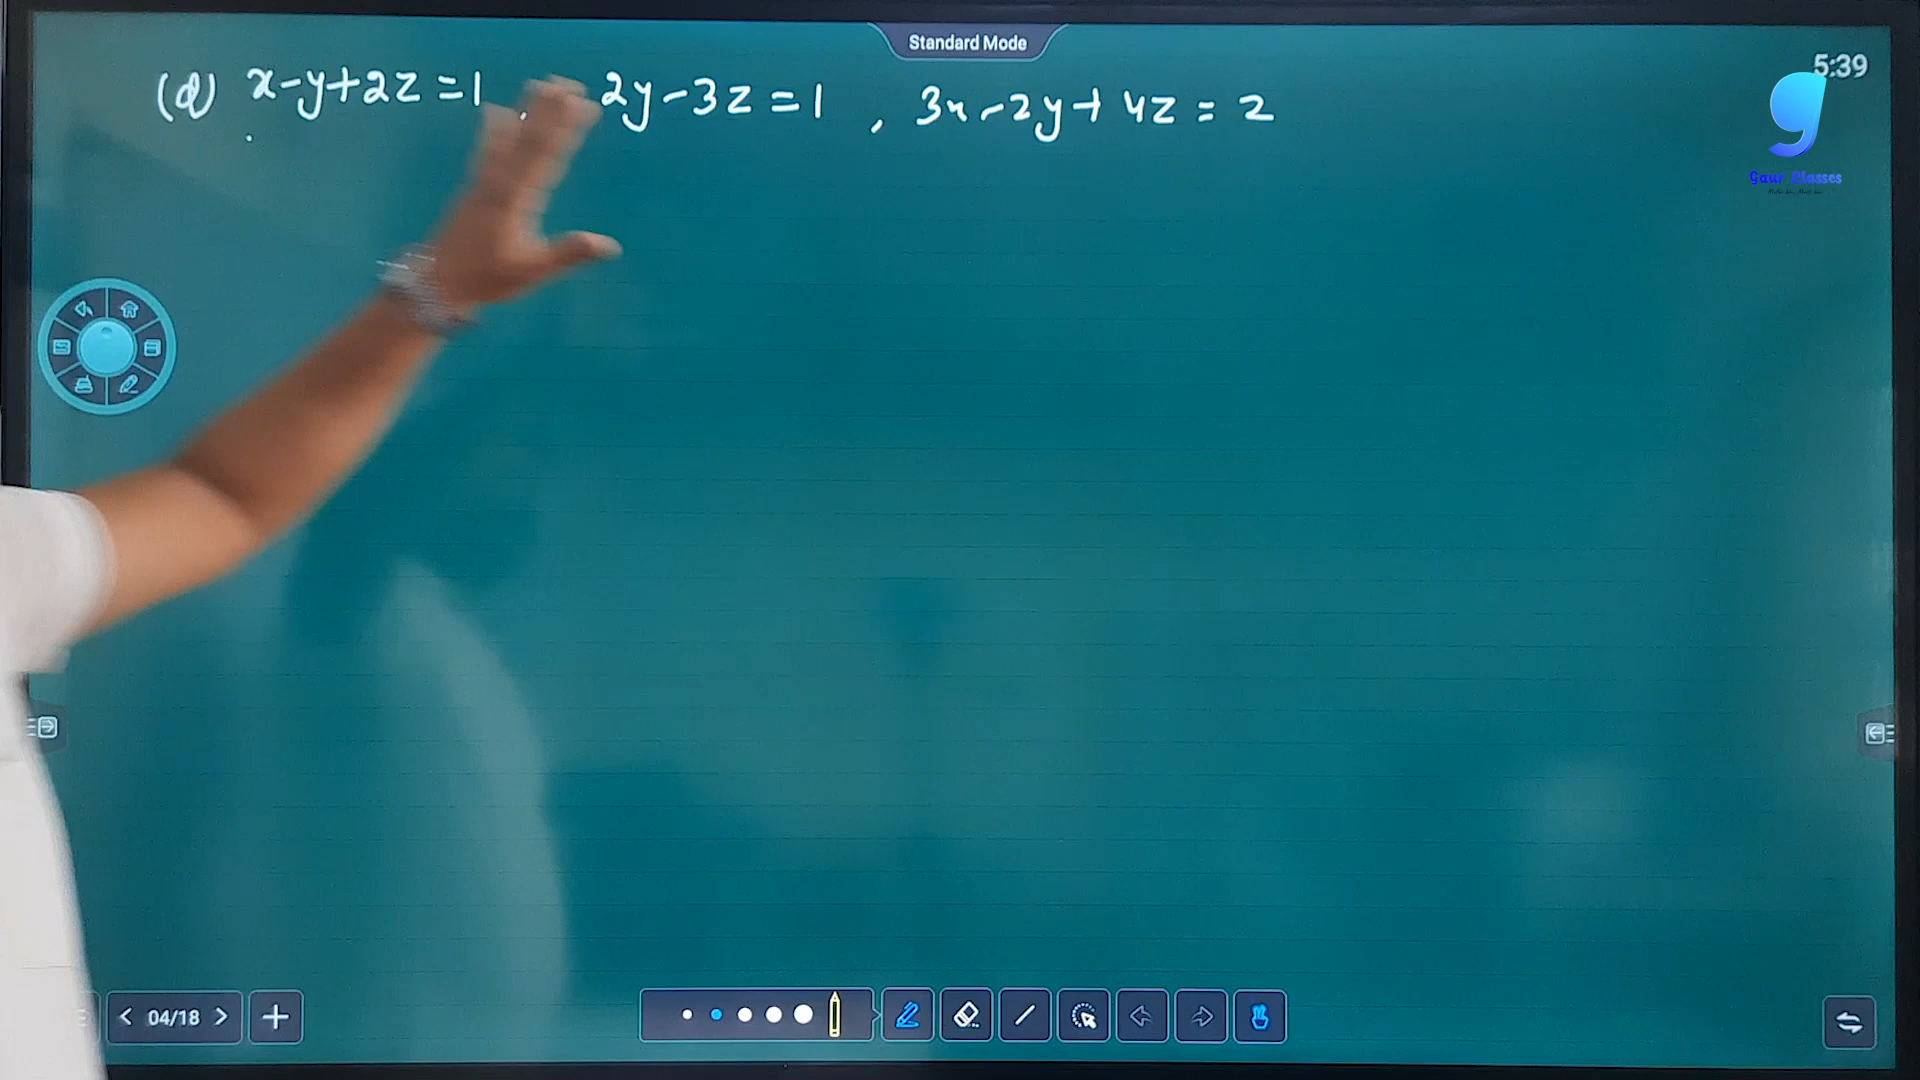 Standard Mode
5:39
(d) x-y+2z=1, 2y-3z=1, 3x-2y+4z=2
Gaur Classes
04/18